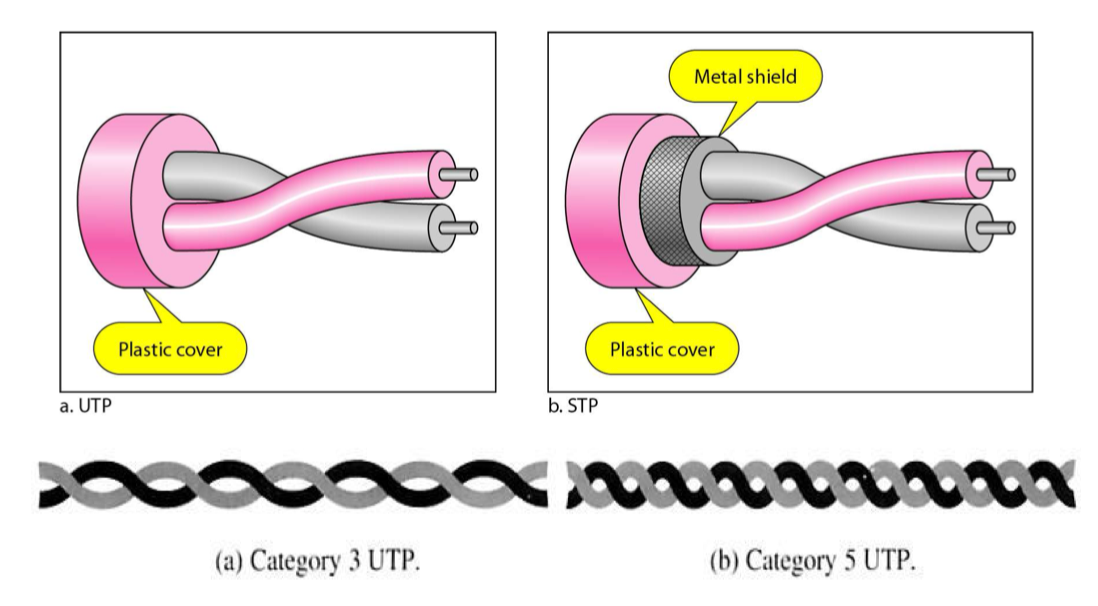 Metal shield
Plastic cover
Plastic cover
a. UTP
b. STP
(a) Category 3 UTP.
(b) Category 5 UTP.